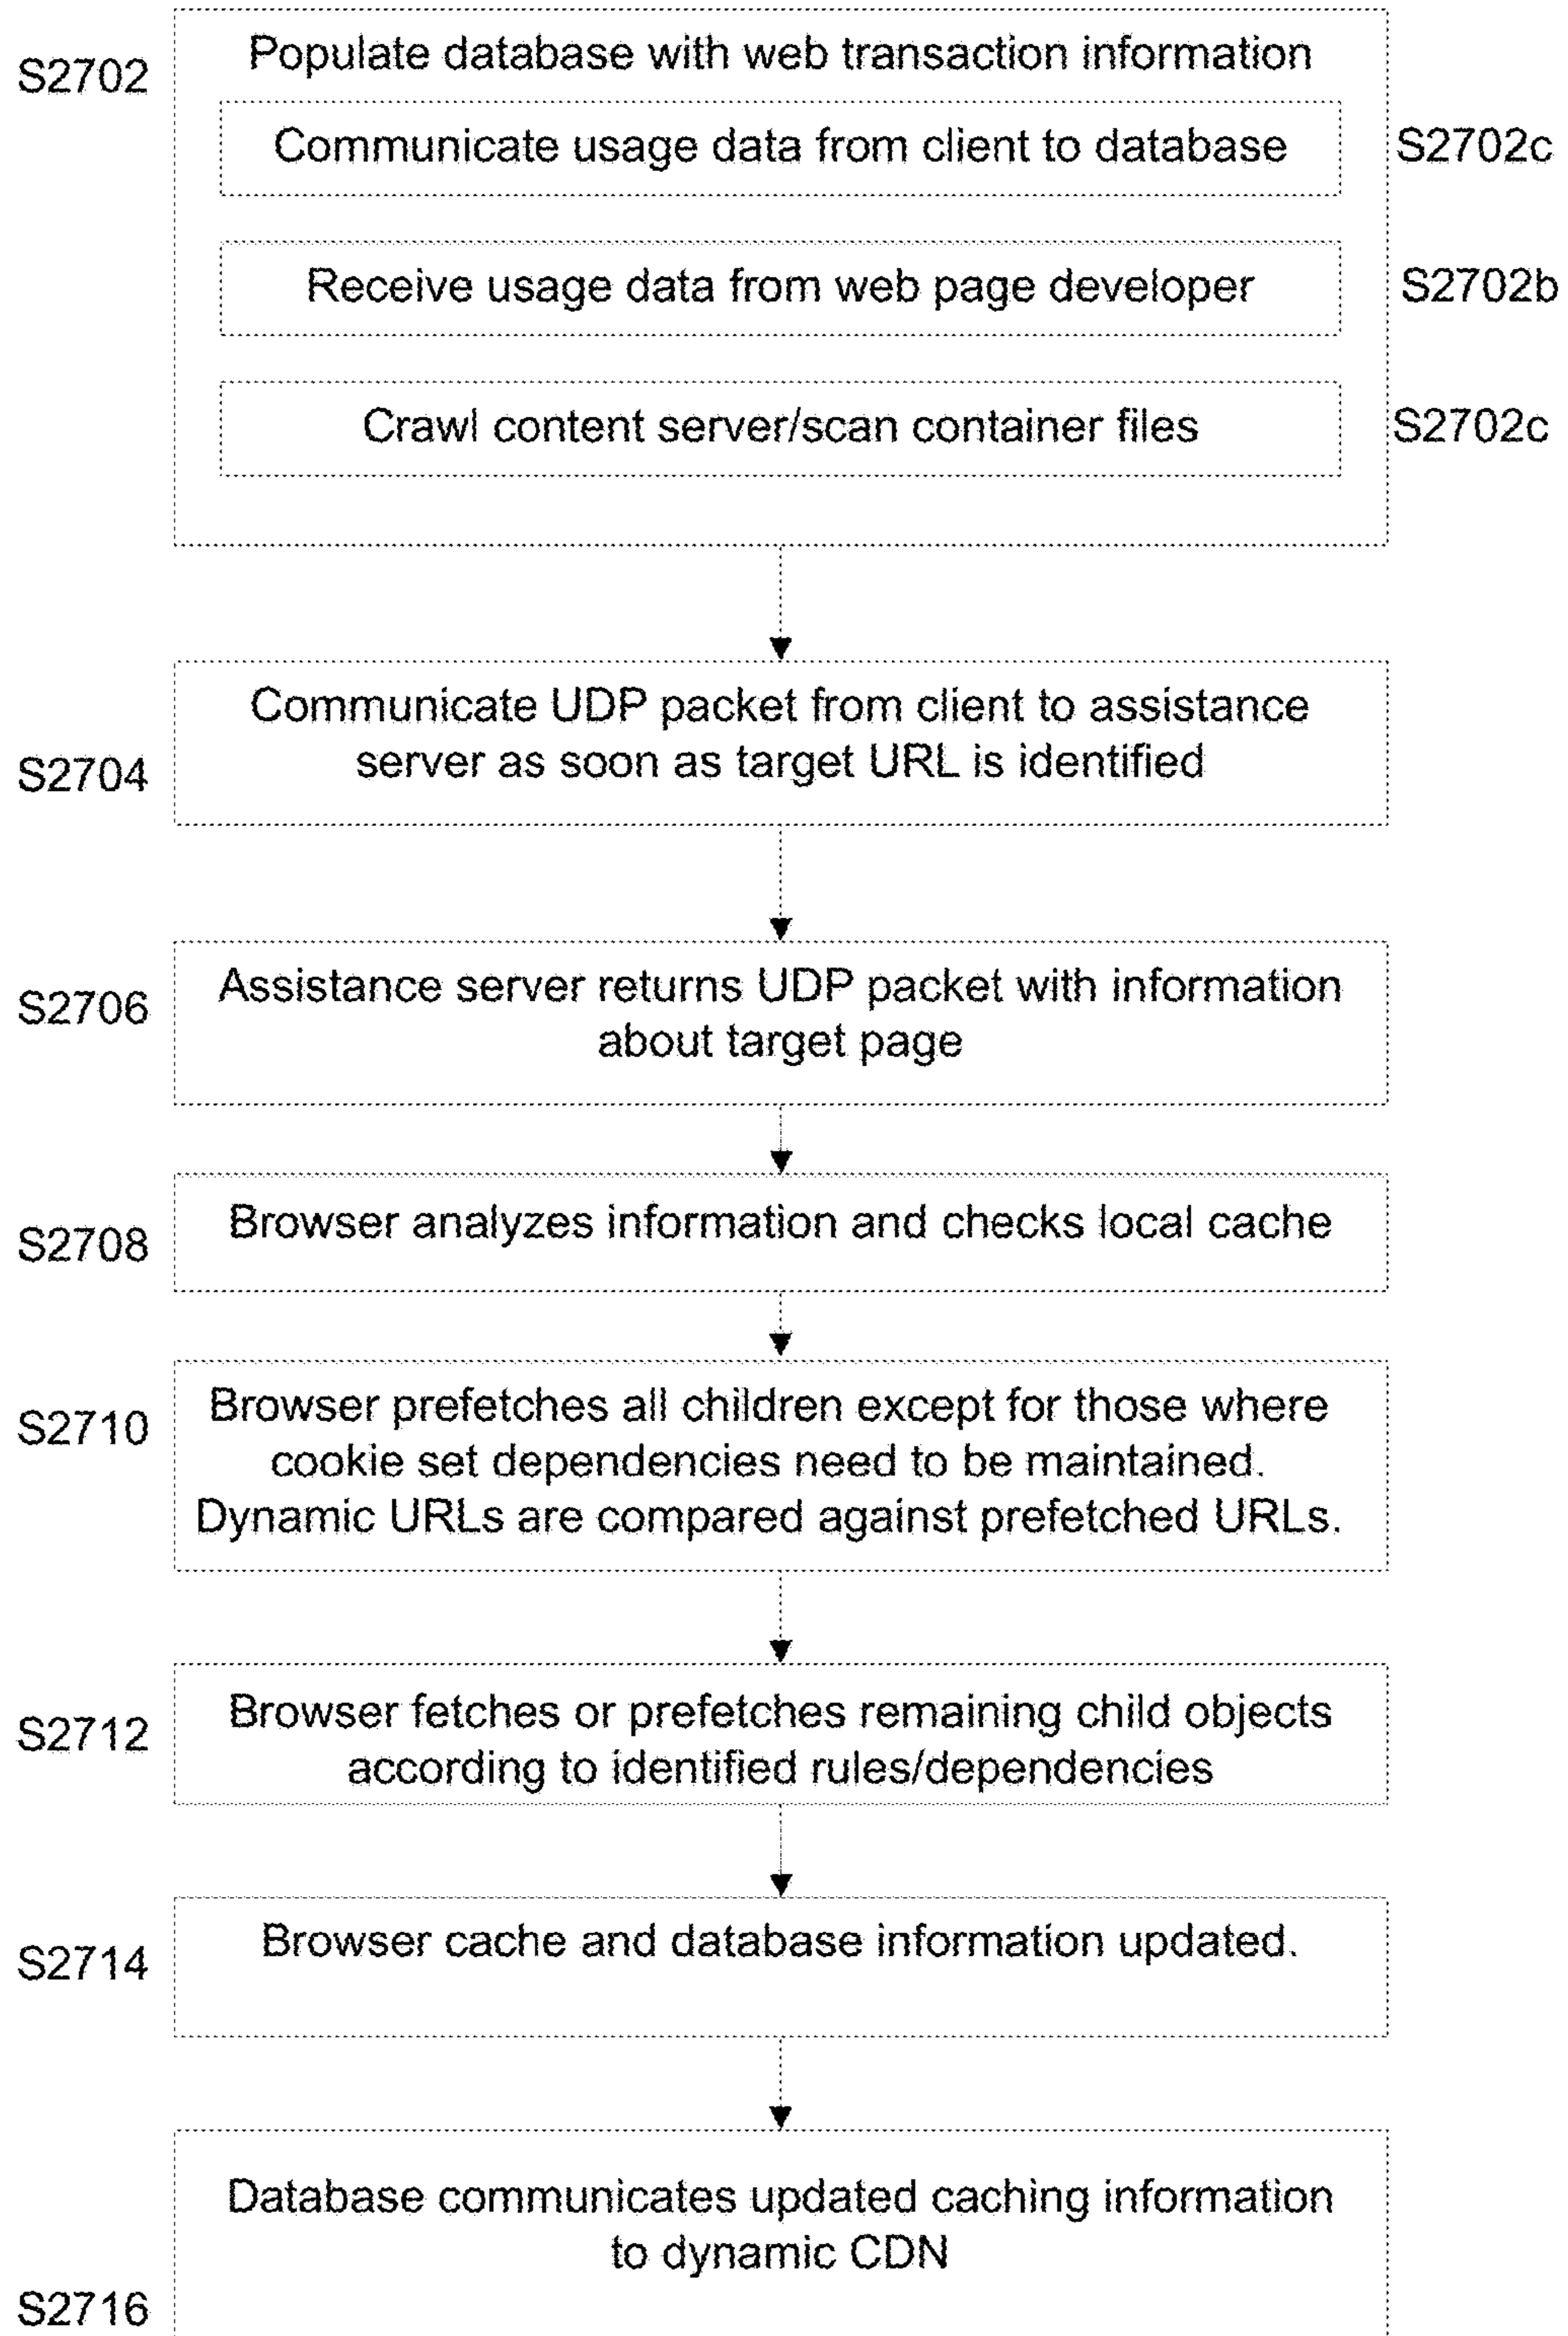 S2702
Populate database with web transaction information
Communicate usage data from client to database
S2702c
Receive usage data from web page developer
S2702b
Crawl content server/scan container files
S2702c
S2704
Communicate UDP packet from client to assistance
server as soon as target URL is identified
S2706
Assistance server returns UDP packet with information
about target page
S2708
Browser analyzes information and checks local cache
S2710
Browser prefetches all children except for those where
cookie set dependencies need to be maintained.
Dynamic URLs are compared against prefetched URLs.
S2712
Browser fetches or prefetches remaining child objects
according to identified rules/dependencies
S2714
Browser cache and database information updated.
Database communicates updated caching information
to dynamic CDN
S2716